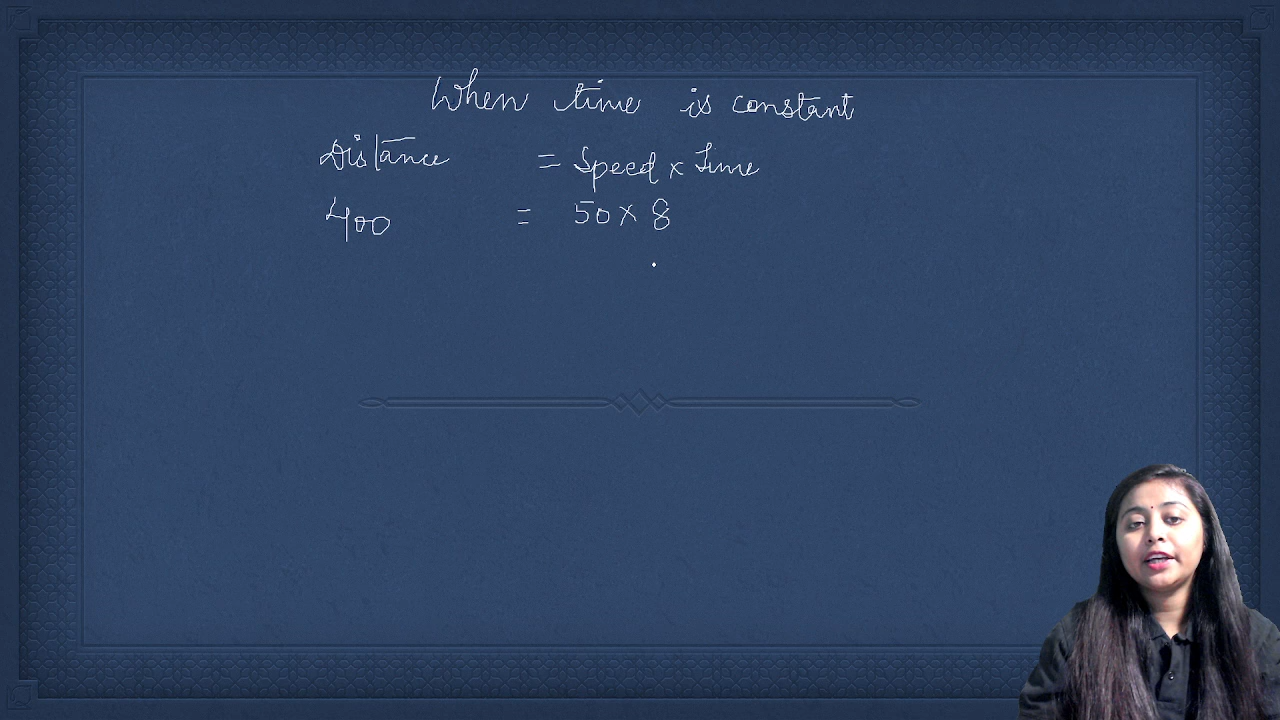 When time is constant
Distance = Speed x Time
400 = 50 x 8